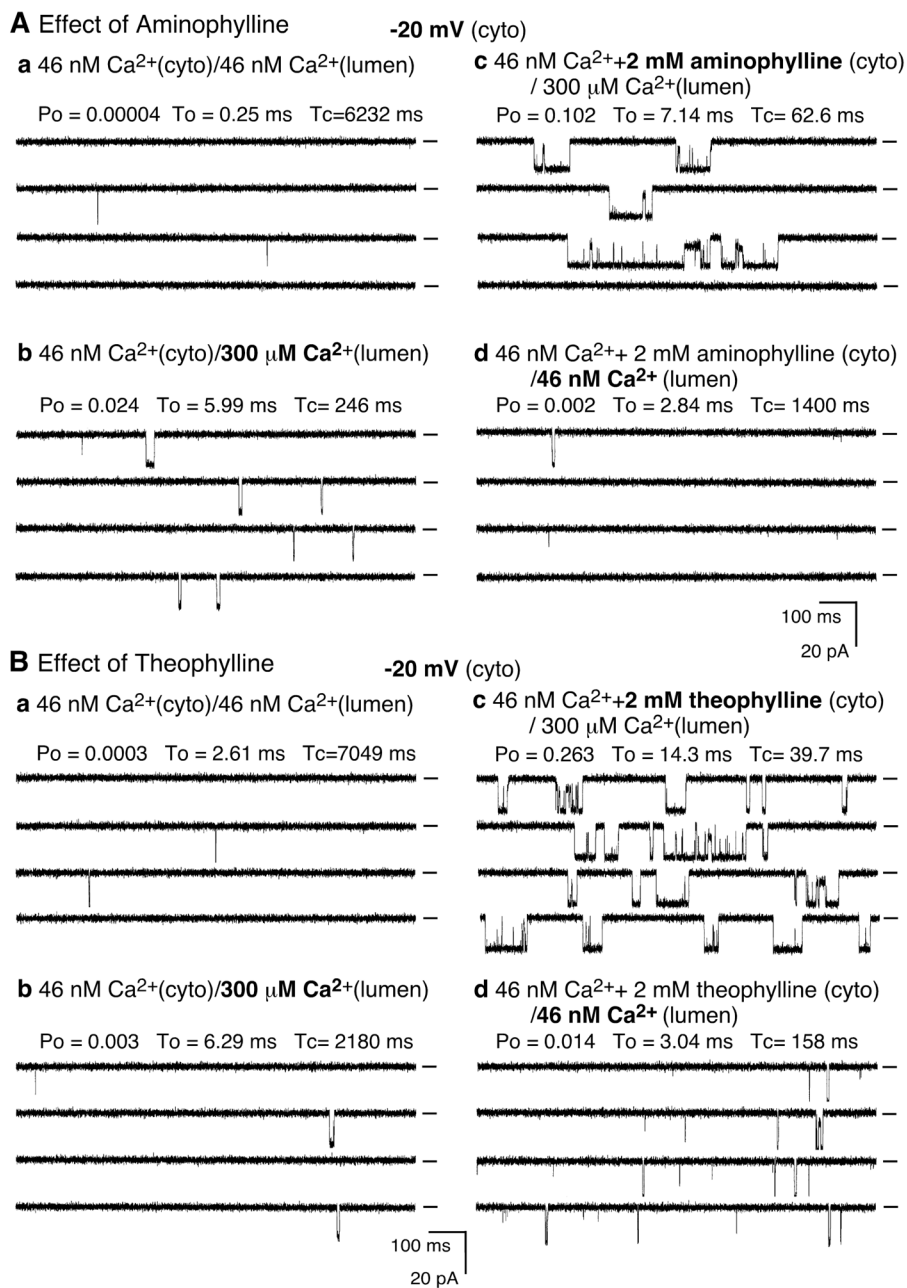 A Effect of Aminophylline -20 mV (cyto)
a 46 nM Ca2+(cyto)/46 nM Ca2+(lumen)
Po = 0.00004 To = 0.25 ms Tc=6232 ms
c 46 nM Ca2++2 mM aminophylline (cyto)
/ 300 μM Ca2+(lumen)
Po = 0.102 To = 7.14 ms Tc= 62.6 ms
b 46 nM Ca2+(cyto)/300 μM Ca2+(lumen)
Po = 0.024 To = 5.99 ms Tc= 246 ms
d 46 nM Ca2++ 2 mM aminophylline (cyto)
/46 nM Ca2+ (lumen)
Po = 0.002 To = 2.84 ms Tc= 1400 ms
100 ms
20 pA
B Effect of Theophylline -20 mV (cyto)
a 46 nM Ca2+(cyto)/46 nM Ca2+(lumen)
Po = 0.0003 To = 2.61 ms Tc=7049 ms
c 46 nM Ca2++2 mM theophylline (cyto)
/ 300 μM Ca2+(lumen)
Po = 0.263 To = 14.3 ms Tc= 39.7 ms
b 46 nM Ca2+(cyto)/300 μM Ca2+(lumen)
Po = 0.003 To = 6.29 ms Tc= 2180 ms
d 46 nM Ca2++ 2 mM theophylline (cyto)
/46 nM Ca2+ (lumen)
Po = 0.014 To = 3.04 ms Tc= 158 ms
100 ms
20 pA